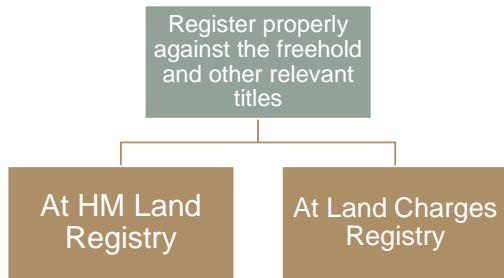 Register properly
against the freehold
and other relevant
titles
At HM Land
Registry
At Land Charges
Registry